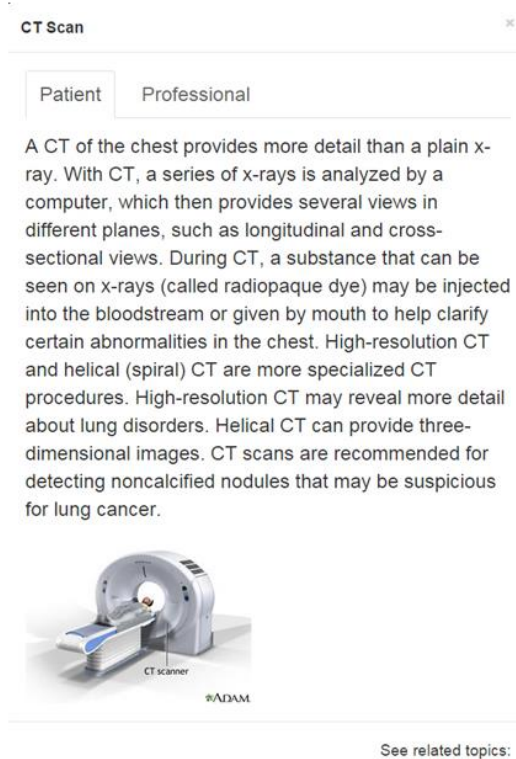 CT Scan ×
Patient Professional
A CT of the chest provides more detail than a plain x-
ray. With CT, a series of x-rays is analyzed by a
computer, which then provides several views in
different planes, such as longitudinal and cross-
sectional views. During CT, a substance that can be
seen on x-rays (called radiopaque dye) may be injected
into the bloodstream or given by mouth to help clarify
certain abnormalities in the chest. High-resolution CT
and helical (spiral) CT are more specialized CT
procedures. High-resolution CT may reveal more detail
about lung disorders. Helical CT can provide three-
dimensional images. CT scans are recommended for
detecting noncalcified nodules that may be suspicious
for lung cancer.
CT scanner
*ADAM
See related topics: